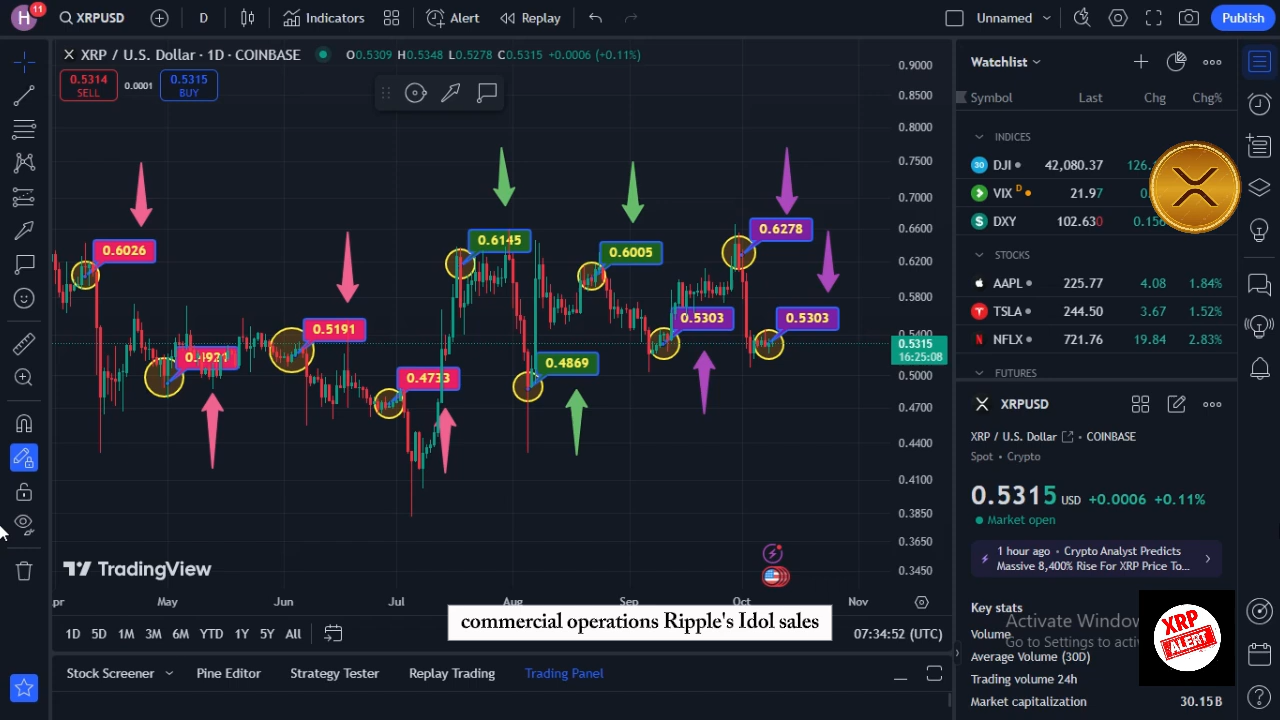 H
11
XRPUSD
D
Indicators
Alert
Replay
Unnamed
Publish
XRP / U.S. Dollar · 1D · COINBASE
O0.5309 H0.5348 L0.5278 C0.5315 +0.0006 (+0.11%)
0.5314
SELL
0.0001
0.5315
BUY
0.6026
0.4924
0.5191
0.4733
0.6145
0.4869
0.6005
0.5303
0.6278
0.5303
0.9000
0.8500
0.8000
0.7500
0.7000
0.6600
0.6200
0.5800
0.5400
0.5315
16:25:08
0.5000
0.4700
0.4400
0.4100
0.3850
0.3650
0.3450
TradingView
May
Jun
Jul
Aug
Sep
Oct
Nov
commercial operations Ripple's Idol sales
1D 5D 1M 3M 6M YTD 1Y 5Y All
07:34:52 (UTC)
Stock Screener
Pine Editor
Strategy Tester
Replay Trading
Trading Panel
Watchlist
Symbol Last Chg Chg%
INDICES
30 DJI 42,080.37
VIX D 21.97
DXY 102.630
STOCKS
AAPL 225.77 4.08 1.84%
TSLA 244.50 3.67 1.52%
NFLX 721.76 19.84 2.83%
FUTURES
XRPUSD
XRP / U.S. Dollar • COINBASE
Spot • Crypto
0.5315 USD +0.0006 +0.11%
Market open
1 hour ago • Crypto Analyst Predicts
Massive 8,400% Rise For XRP Price To...
Key stats
Volume
Average Volume (30D)
Trading volume 24h
Market capitalization 30.15B
XRP
ALERT